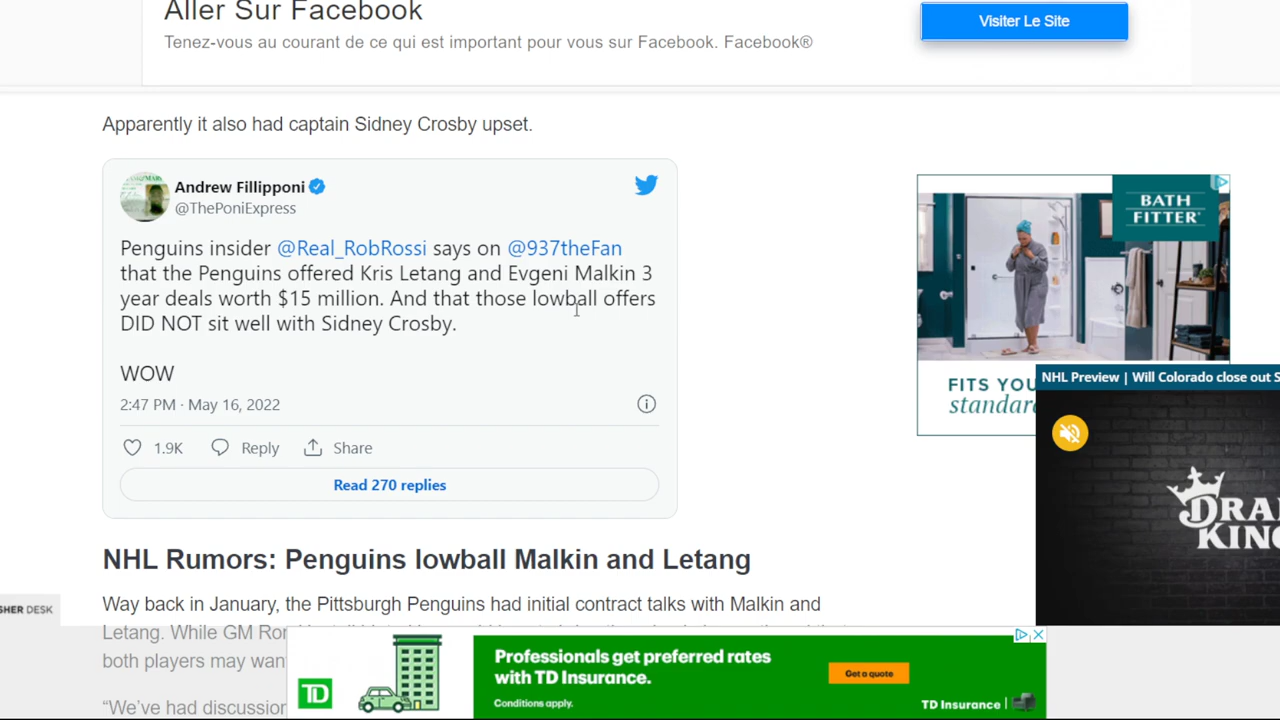 Aller Sur Facebook
Tenez-vous au courant de ce qui est important pour vous sur Facebook. Facebook®
Visiter Le Site
Apparently it also had captain Sidney Crosby upset.
Andrew Fillipponi
@ThePoniExpress
Penguins insider @Real_RobRossi says on @937theFan
that the Penguins offered Kris Letang and Evgeni Malkin 3
year deals worth $15 million. And that those lowball offers
DID NOT sit well with Sidney Crosby.
WOW
2:47 PM · May 16, 2022
1.9K Reply Share
Read 270 replies
BATH
FITTER®
FITS YOU
standard
NHL Preview | Will Colorado close out S
DRA
KING
NHL Rumors: Penguins lowball Malkin and Letang
Way back in January, the Pittsburgh Penguins had initial contract talks with Malkin and
SHER DESK
Letang. While GM Ron
both players may wan
"We've had discussion
TD
Professionals get preferred rates
with TD Insurance.
Conditions apply.
Get a quote
TD Insurance